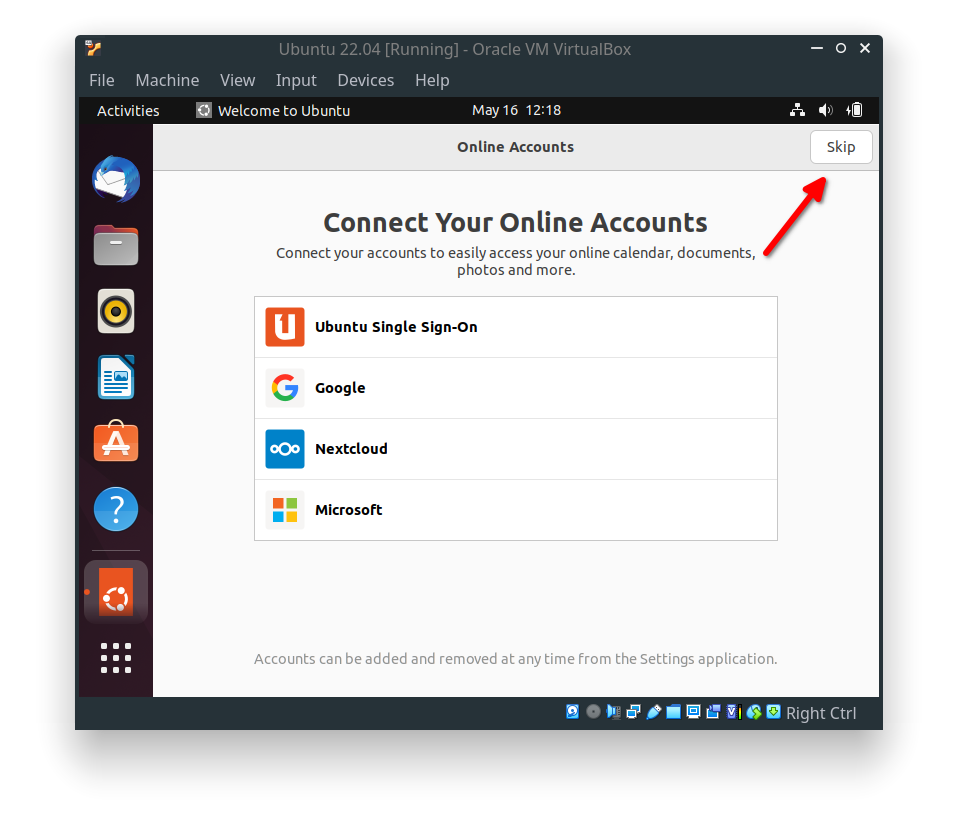 Ubuntu 22.04 [Running] - Oracle VM VirtualBox
File Machine View Input Devices Help
Activities Welcome to Ubuntu May 16 12:18
Online Accounts Skip
Connect Your Online Accounts
Connect your accounts to easily access your online calendar, documents,
photos and more.
Ubuntu Single Sign-On
Google
Nextcloud
Microsoft
Accounts can be added and removed at any time from the Settings application.
Right Ctrl